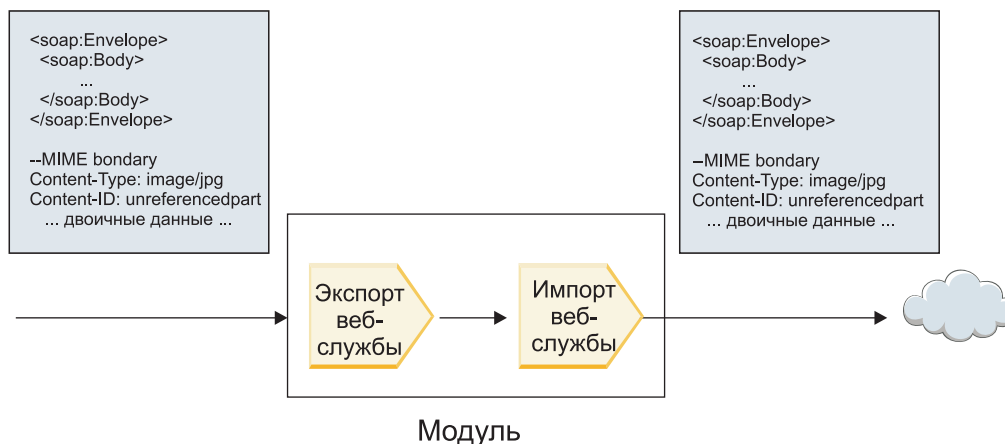 <soap:Envelope>
<soap:Body>
...
</soap:Body>
</soap:Envelope>
--MIME bondary
Content-Type: image/jpg
Content-ID: unreferencedpart
... двоичные данные ...
<soap:Envelope>
<soap:Body>
...
</soap:Body>
</soap:Envelope>
–MIME bondary
Content-Type: image/jpg
Content-ID: unreferencedpart
... двоичные данные ...
Экспорт
веб-
службы
Импорт
веб-
службы
Модуль